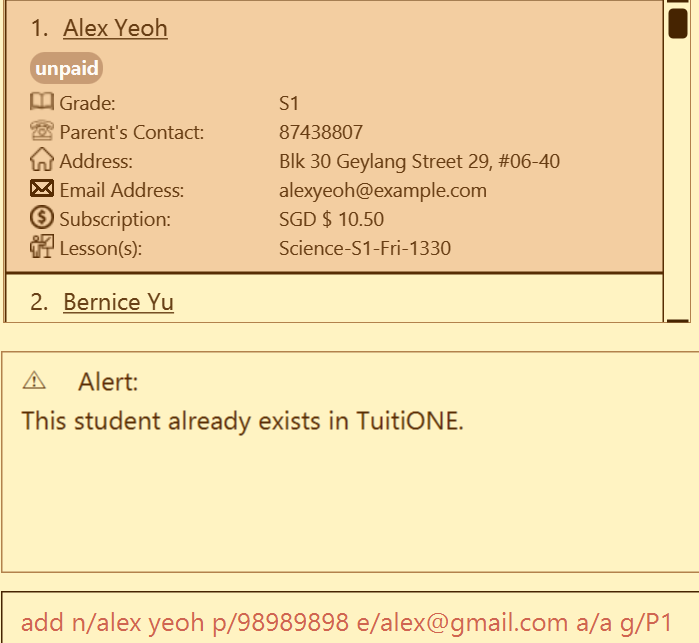 1. Alex Yeoh
unpaid
Grade: S1
Parent's Contact: 87438807
Address: Blk 30 Geylang Street 29, #06-40
Email Address: alexyeoh@example.com
Subscription: SGD $ 10.50
Lesson(s): Science-S1-Fri-1330
2. Bernice Yu
Alert:
This student already exists in TuitiONE.
add n/alex yeoh p/98989898 e/alex@gmail.com a/a g/P1